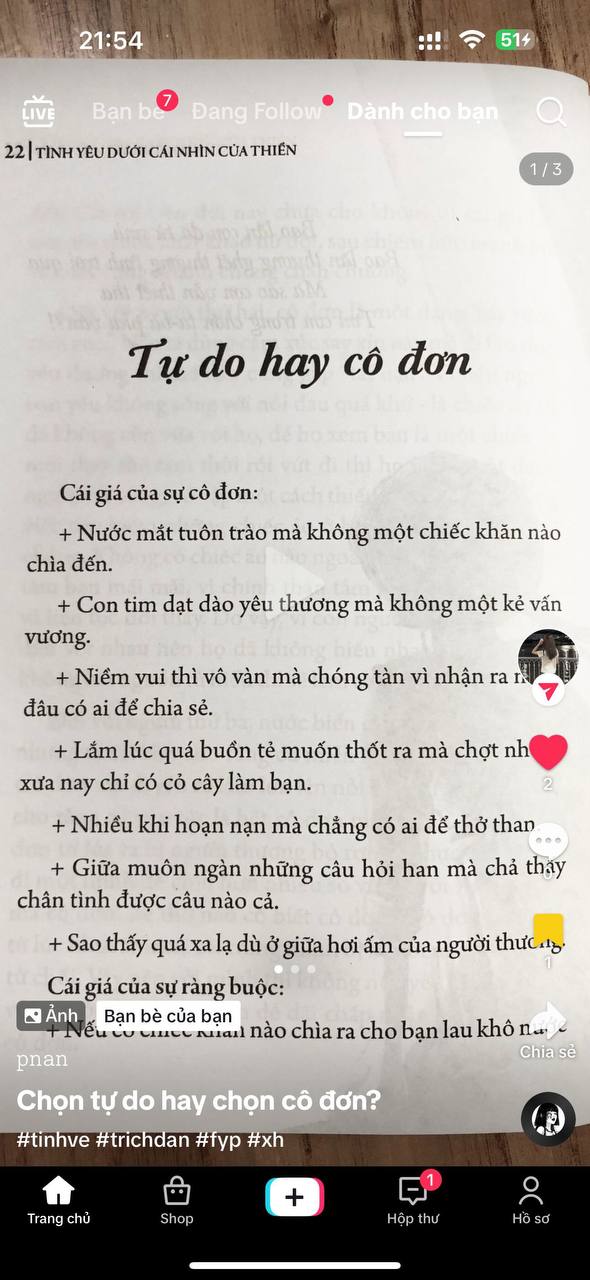 21:54
51
LIVE
Bạn bè
7
Đang Follow
Dành cho bạn
22 | TÌNH YÊU DƯỚI CÁI NHÌN CỦA THIỀN
1 / 3
Tự do hay cô đơn
Cái giá của sự cô đơn:
+ Nước mắt tuôn trào mà không một chiếc khăn nào
chìa đến.
+ Con tim dạt dào yêu thương mà không một kẻ vấn
vương.
+ Niềm vui thì vô vàn mà chóng tàn vì nhận ra
đâu có ai để chia sẻ.
+ Lắm lúc quá buồn tẻ muốn thốt ra mà chợt
xưa nay chỉ có cỏ cây làm bạn.
2
+ Nhiều khi hoạn nạn mà chẳng có ai để thở than
+ Giữa muôn ngàn những câu hỏi han mà chả thấy
chân tình được câu nào cả.
+ Sao thấy quá xa lạ dù ở giữa hơi ấm của người thương.
1
Cái giá của sự ràng buộc:
Ảnh
Bạn bè của bạn
+ Nếu có chiếc khăn nào chìa ra cho bạn lau khô
Chia sẻ
pnan
Chọn tự do hay chọn cô đơn?
#tinhve #trichdan #fyp #xh
Trang chủ
Shop
Hộp thư
1
Hồ sơ